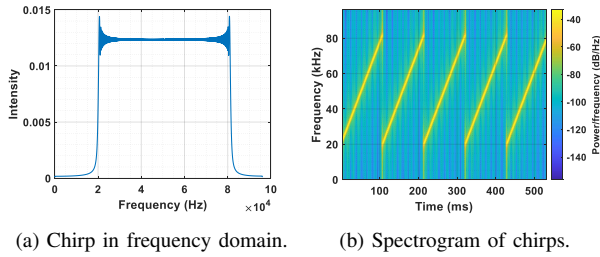 0.015
0.01
0.005
0
Intensity
0 2 4 6 8 10
Frequency (Hz) ×10⁴
(a) Chirp in frequency domain.
80
60
40
20
0
Frequency (kHz)
100 200 300 400 500
Time (ms)
-40
-60
-80
-100
-120
-140
Power/frequency (dB/Hz)
(b) Spectrogram of chirps.